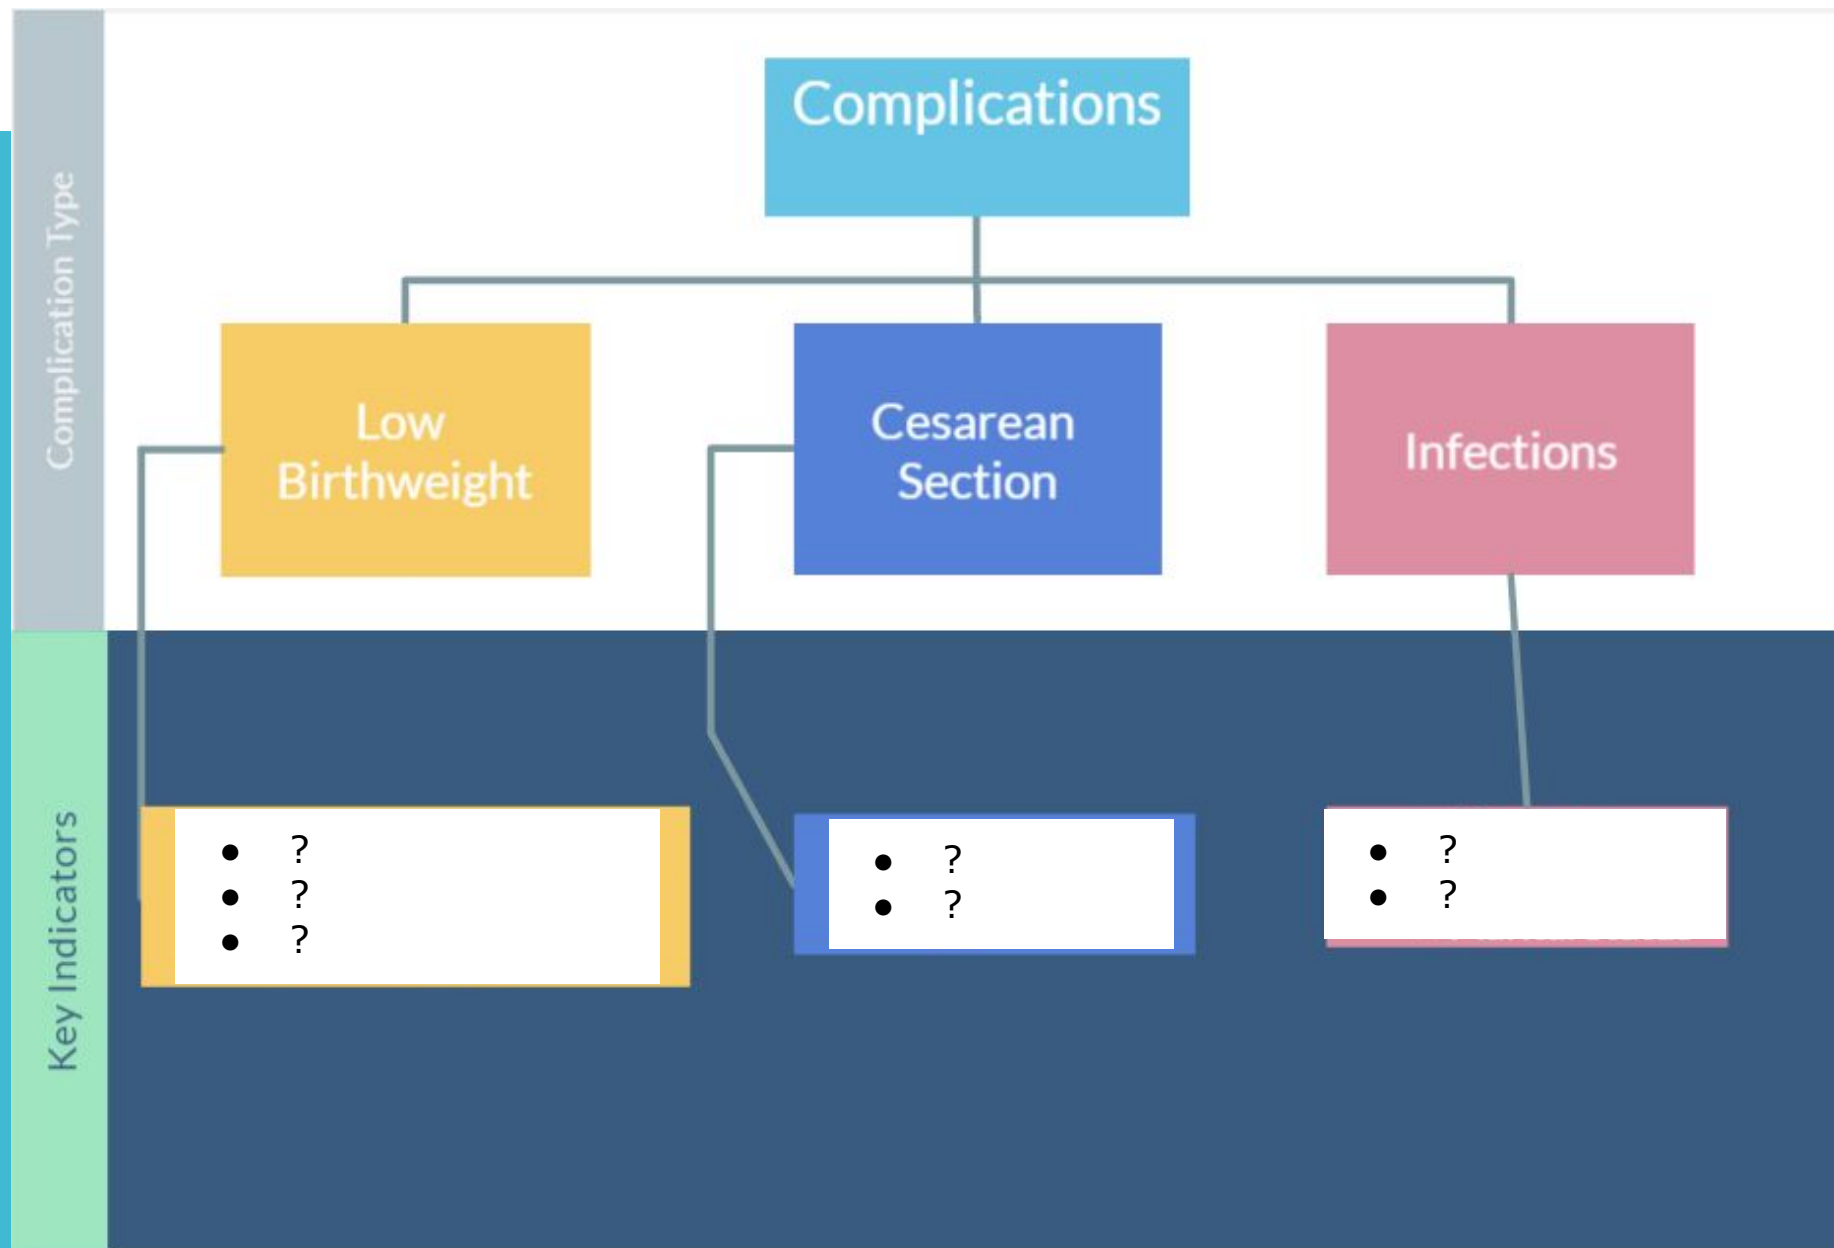 Complications
Complication Type
Low
Birthweight
Cesarean
Section
Infections
Key Indicators
● ?
● ?
● ?
● ?
● ?
● ?
● ?